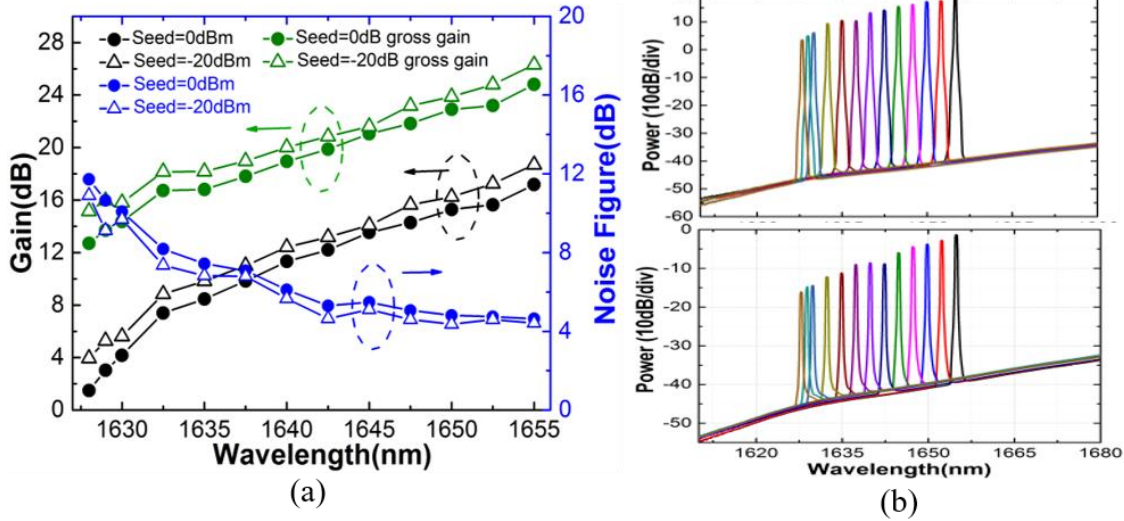 Seed=0dBm
Seed=-20dBm
Seed=0dBm
Seed=-20dBm
Seed=0dB gross gain
Seed=-20dB gross gain
Gain(dB)
28
24
20
16
12
8
4
0
Noise Figure(dB)
20
16
12
8
4
0
1630 1635 1640 1645 1650 1655
Wavelength(nm)
(a)
Power (10dB/div)
10
0
-10
-20
-30
-40
-50
-60
Power (10dB/div)
0
-10
-20
-30
-40
-50
1620 1635 1650 1665 1680
Wavelength(nm)
(b)